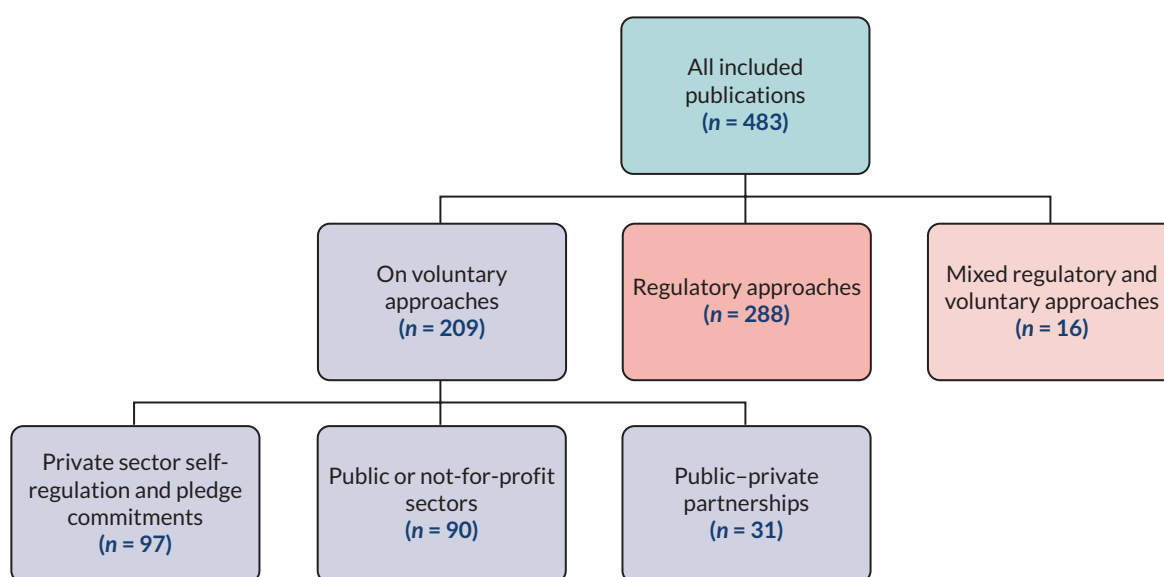 All included
publications
(n = 483)
On voluntary
approaches
(n = 209)
Regulatory approaches
(n = 288)
Mixed regulatory and
voluntary approaches
(n = 16)
Private sector self-
regulation and pledge
commitments
(n = 97)
Public or not-for-profit
sectors
(n = 90)
Public–private
partnerships
(n = 31)